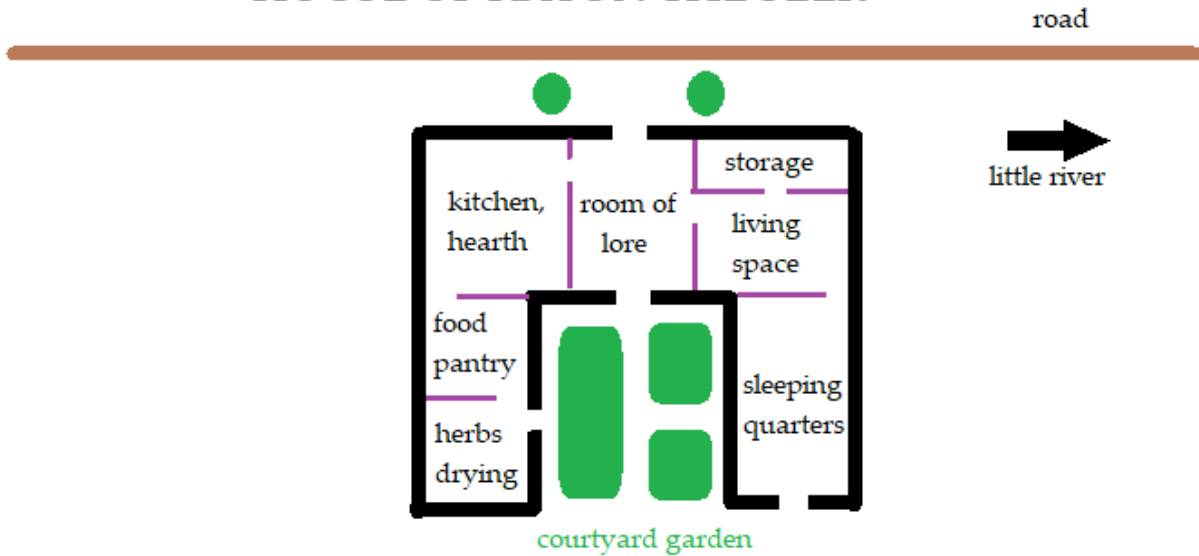 road
little river
storage
kitchen,
hearth
room of
lore
living
space
food
pantry
sleeping
quarters
herbs
drying
courtyard garden